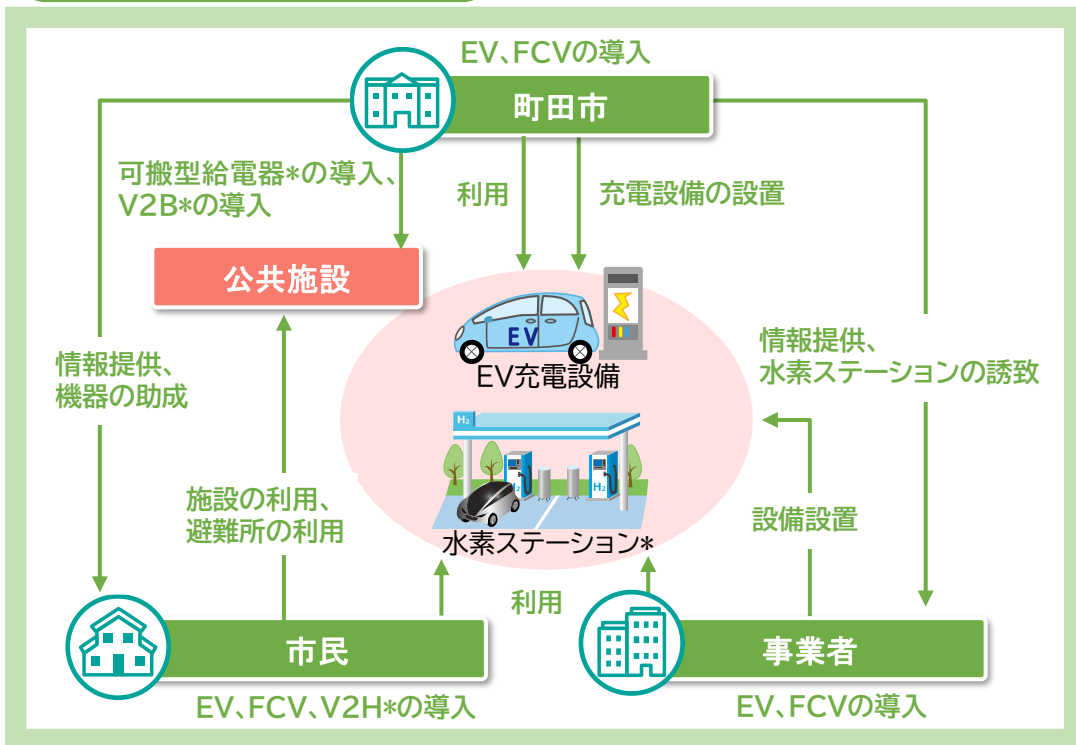 EV、FCVの導入
町田市
可搬型給電器*の導入、
V2B*の導入
利用
充電設備の設置
公共施設
EV
EV充電設備
情報提供、
機器の助成
情報提供、
水素ステーションの誘致
H₂
H₂
H₂
施設の利用、
避難所の利用
設備設置
水素ステーション*
利用
市民
事業者
EV、FCV、V2H*の導入
EV、FCVの導入